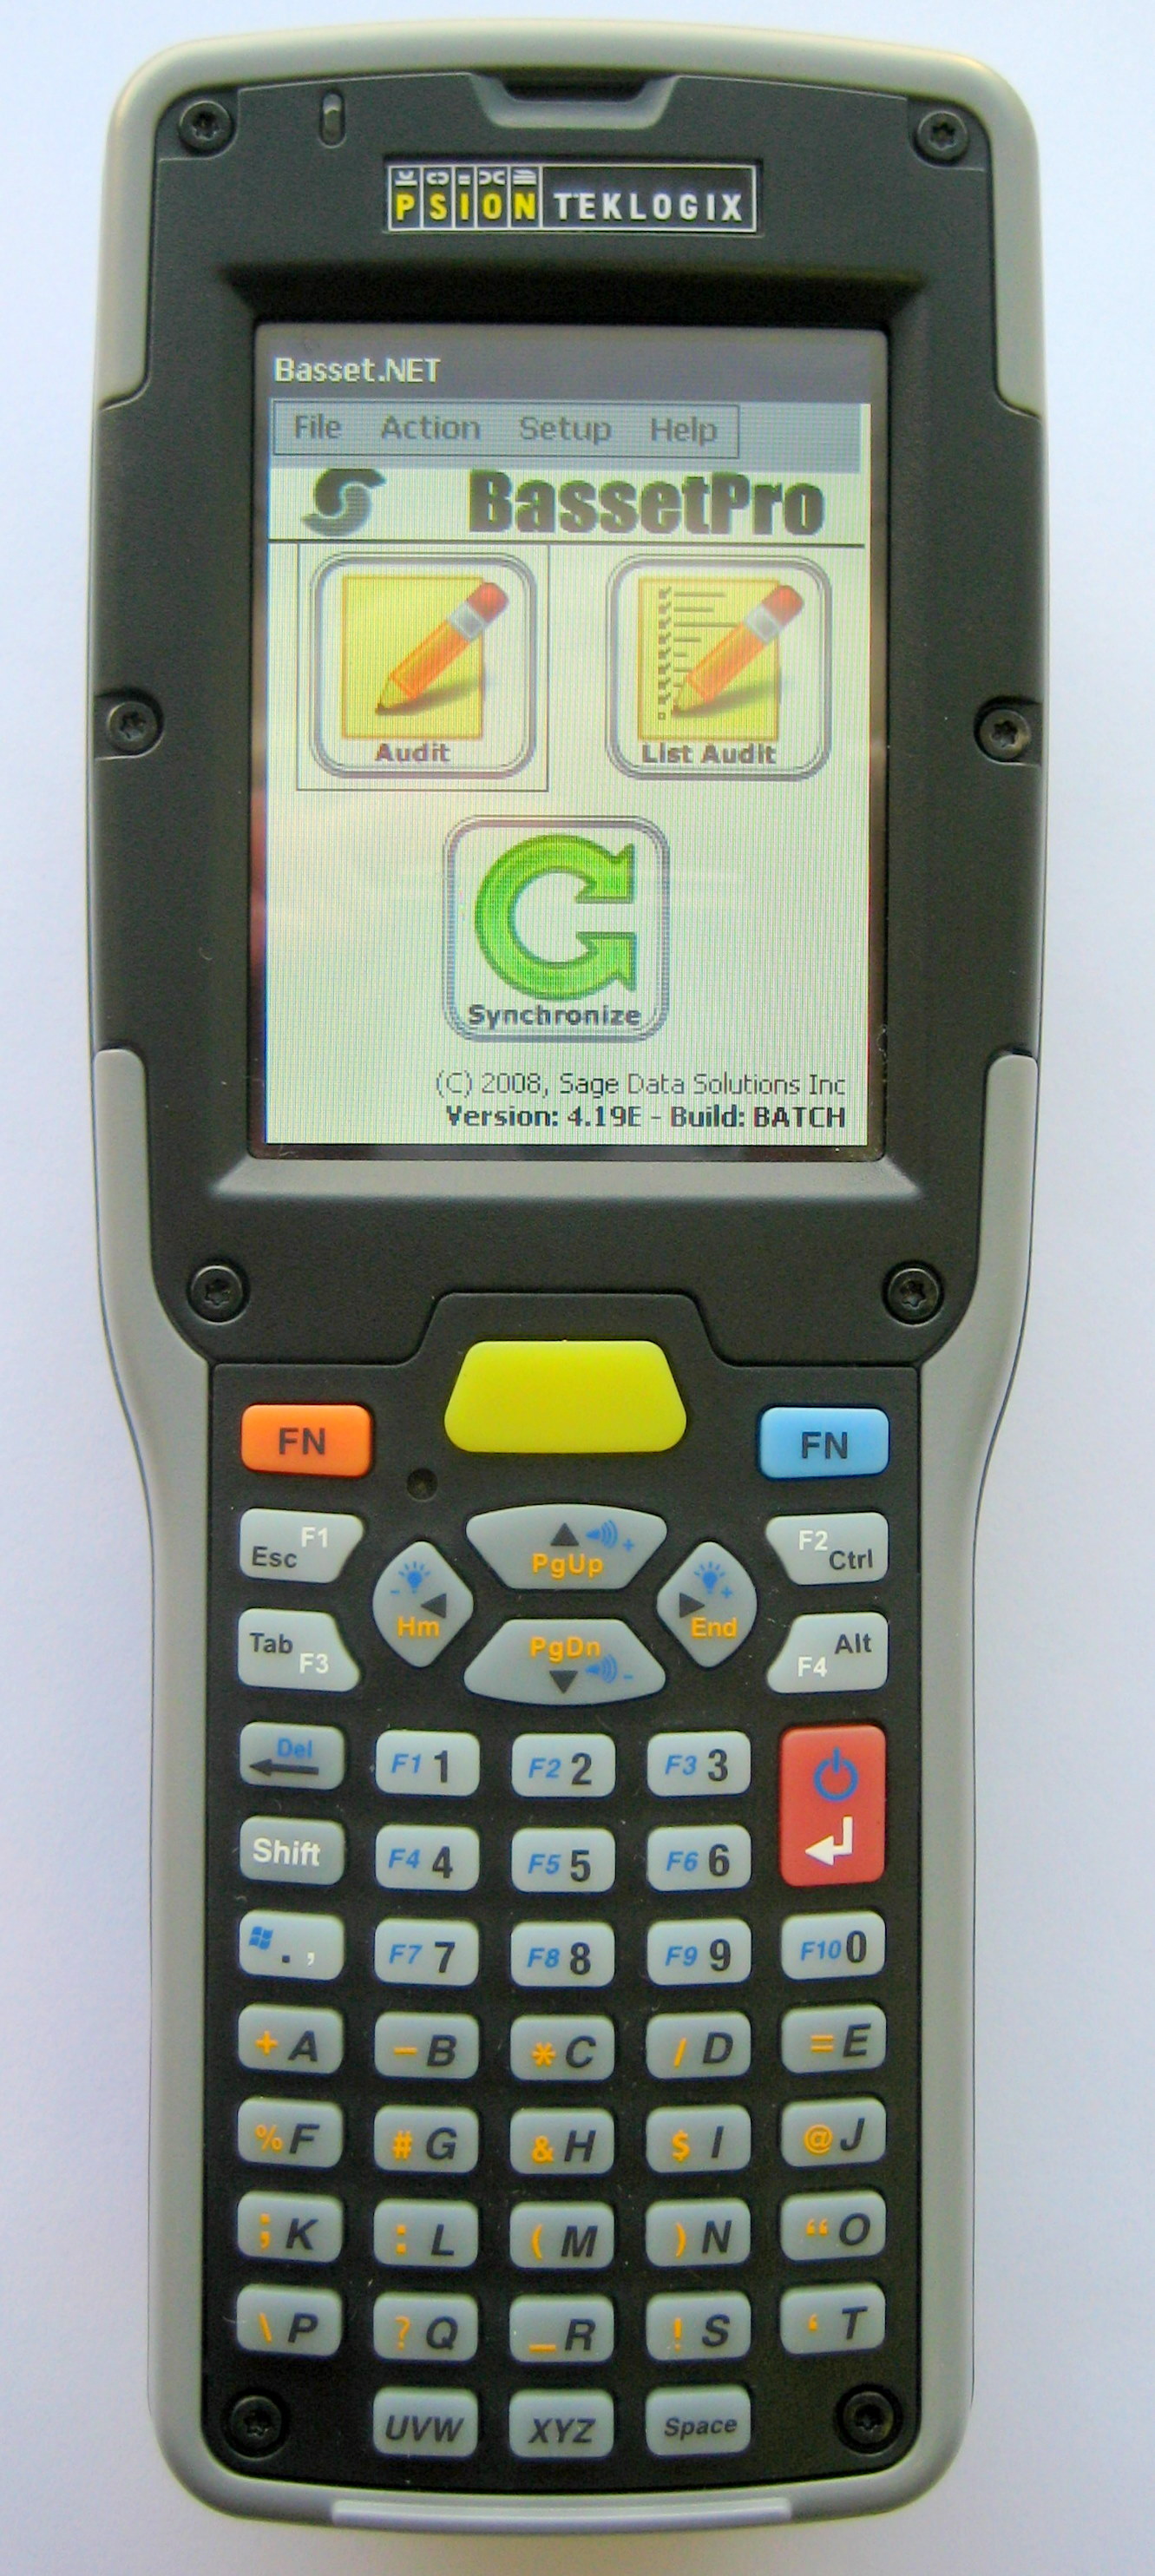 PSION TEKLOGIX
Basset.NET
File Action Setup Help
BassetPro
Audit List Audit
Synchronize
(C) 2008, Sage Data Solutions Inc
Version: 4.19E - Build: BATCH
FN FN
Esc F1 PgUp + F2 Ctrl
- Hm + End
Tab F3 PgDn - F4 Alt
Del F1 1 F2 2 F3 3
Shift F4 4 F5 5 F6 6
. , F7 7 F8 8 F9 9 F10 0
+ A - B * C / D = E
% F # G & H $ I @ J
; K : L ( M ) N “ O
\ P ? Q _ R ! S ‘ T
UVW XYZ Space